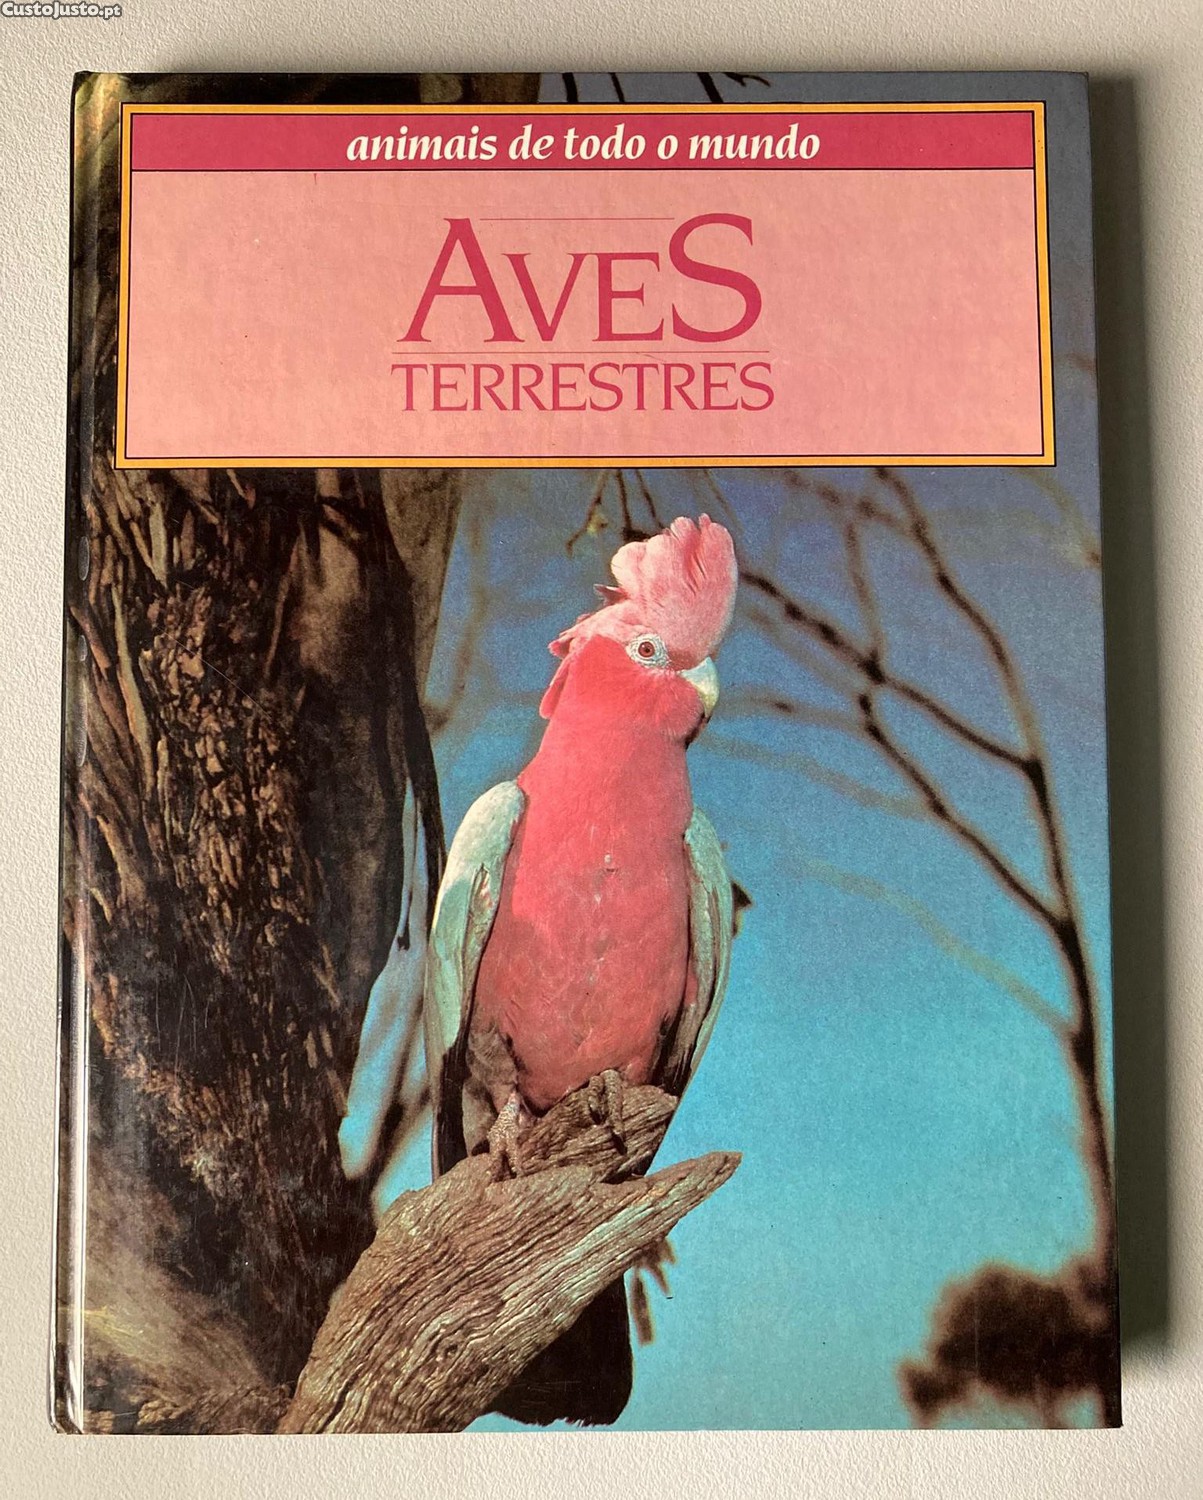 CustoJusto.pt
animais de todo o mundo
AVES
TERRESTRES